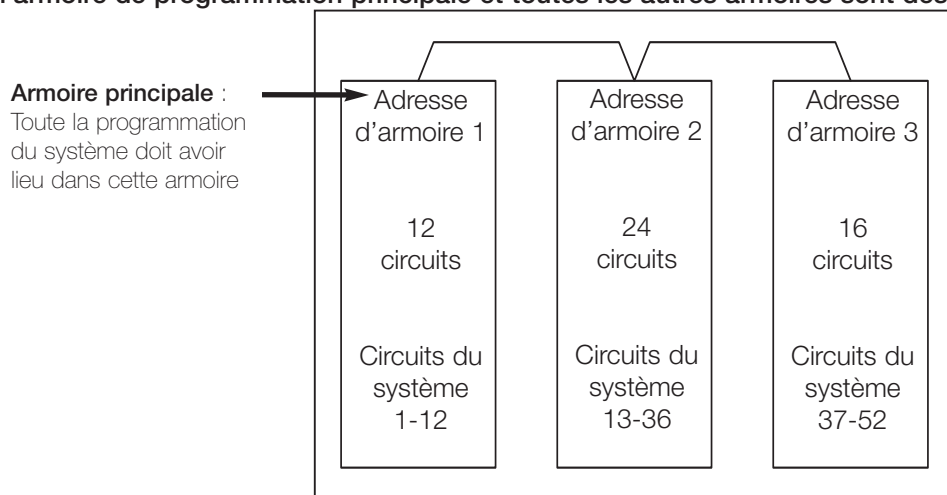 l'armoire de programmation principale et toutes les autres armoires sont des
Armoire principale :
Toute la programmation
du système doit avoir
lieu dans cette armoire
Adresse
d'armoire 1
12
circuits
Circuits du
système
1-12
Adresse
d'armoire 2
24
circuits
Circuits du
système
13-36
Adresse
d'armoire 3
16
circuits
Circuits du
système
37-52